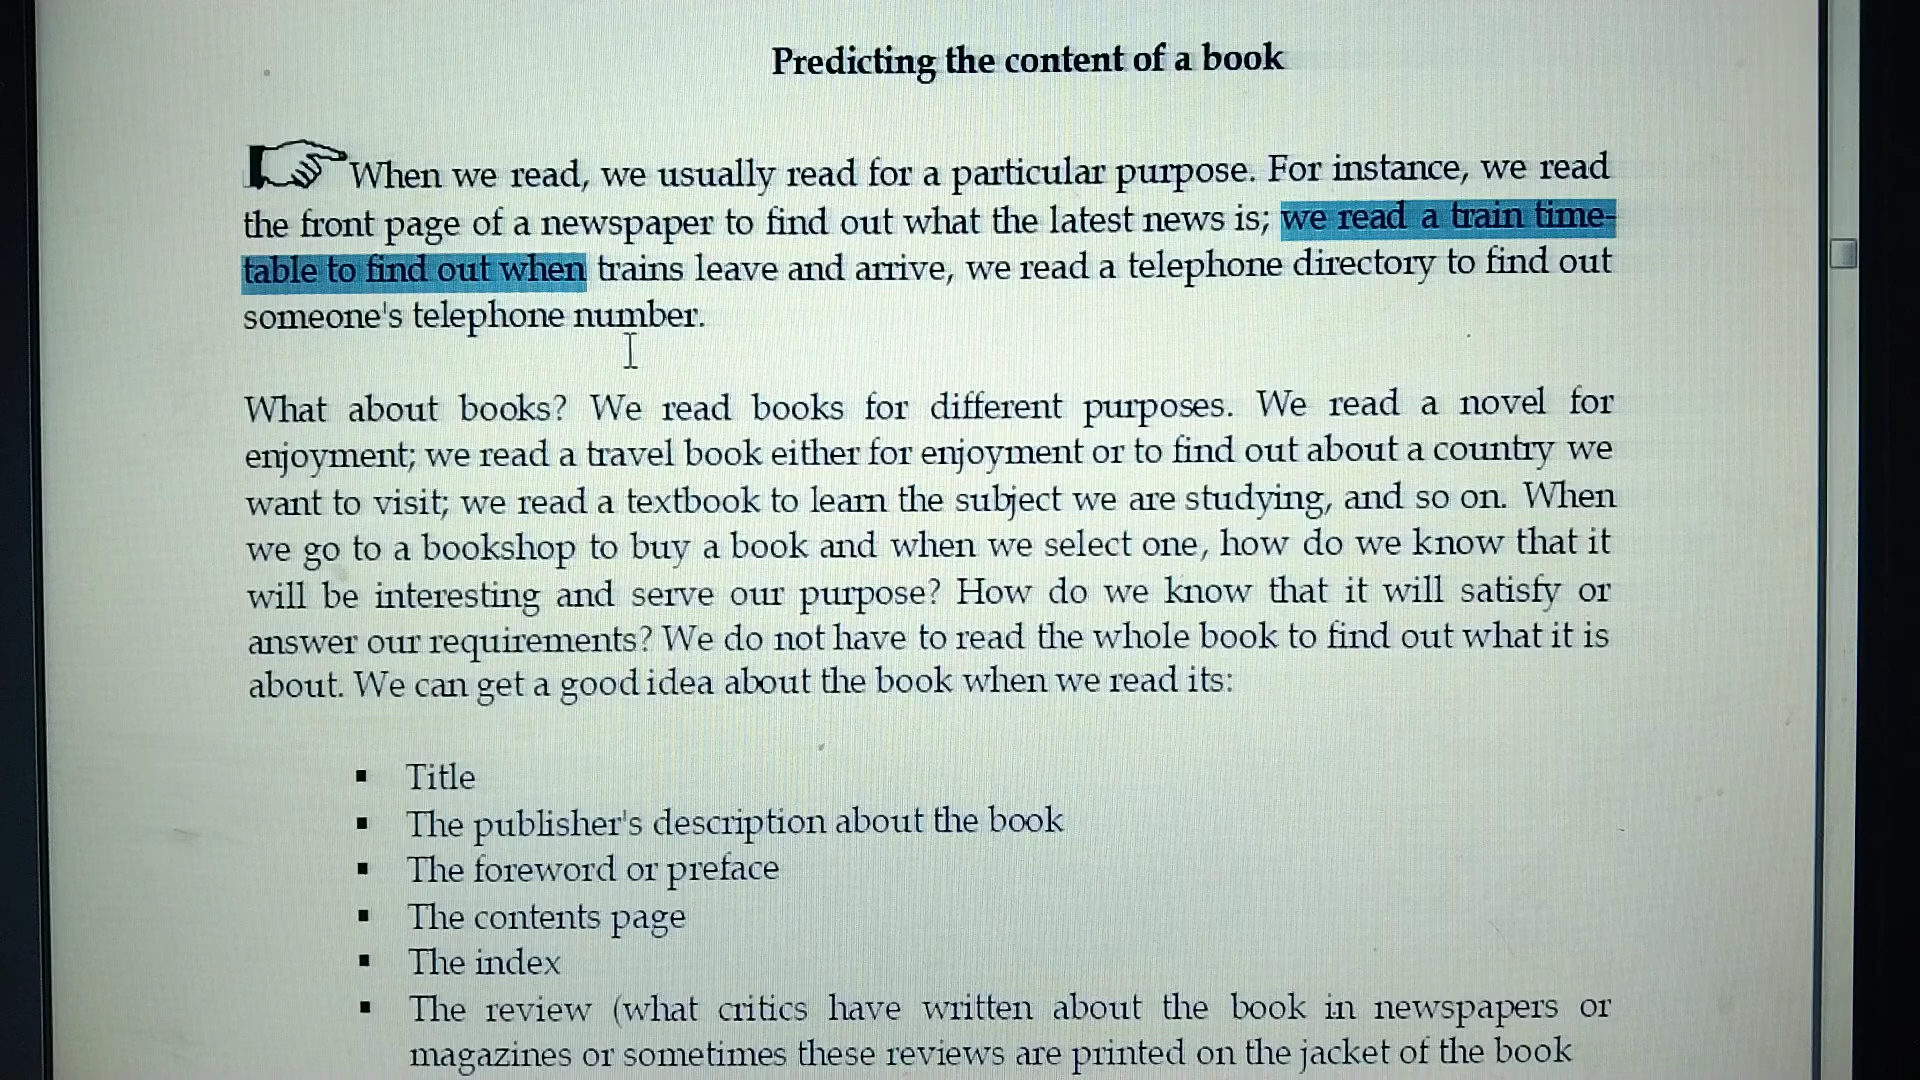 Predicting the content of a book
When we read, we usually read for a particular purpose. For instance, we read
the front page of a newspaper to find out what the latest news is; we read a train time-
table to find out when trains leave and arrive, we read a telephone directory to find out
someone's telephone number.
What about books? We read books for different purposes. We read a novel for
enjoyment; we read a travel book either for enjoyment or to find out about a country we
want to visit; we read a textbook to learn the subject we are studying, and so on. When
we go to a bookshop to buy a book and when we select one, how do we know that it
will be interesting and serve our purpose? How do we know that it will satisfy or
answer our requirements? We do not have to read the whole book to find out what it is
about. We can get a good idea about the book when we read its:
▪ Title
▪ The publisher's description about the book
▪ The foreword or preface
▪ The contents page
▪ The index
▪ The review (what critics have written about the book in newspapers or
magazines or sometimes these reviews are printed on the jacket of the book